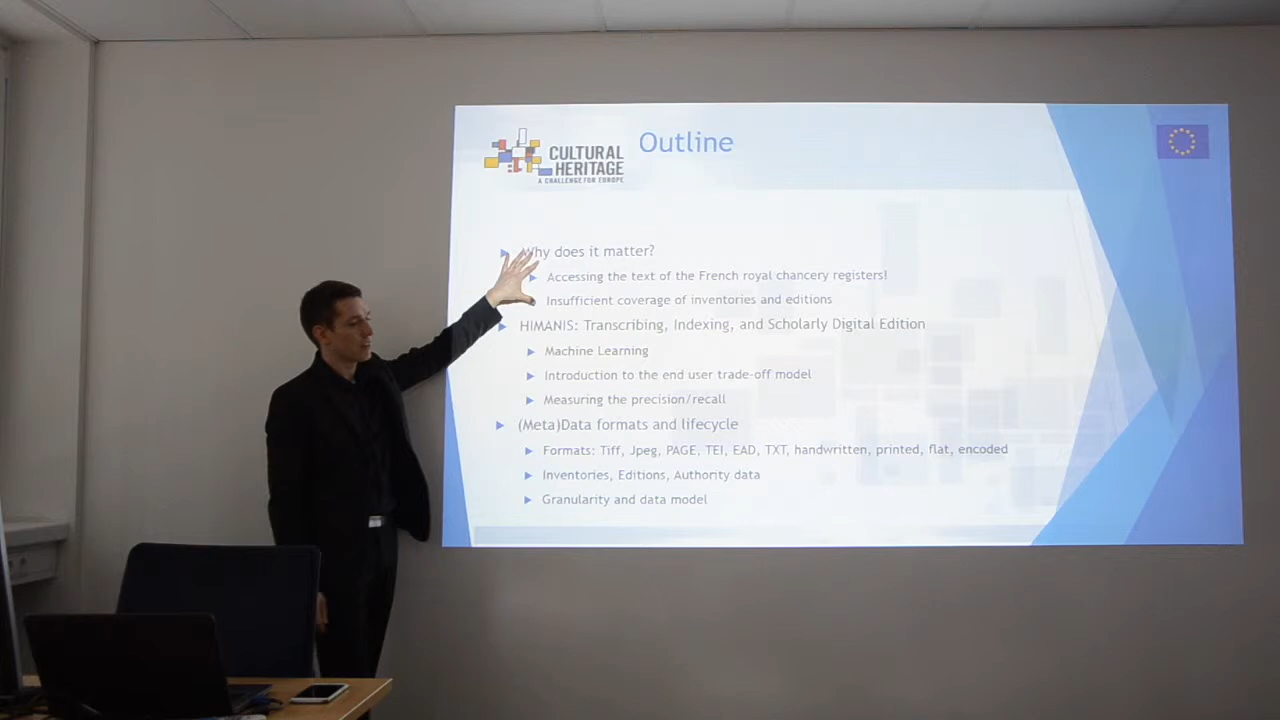 CULTURAL
HERITAGE
A CHALLENGE FOR EUROPE
Outline
Why does it matter?
Accessing the text of the French royal chancery registers!
Insufficient coverage of inventories and editions
HIMANIS: Transcribing, Indexing, and Scholarly Digital Edition
Machine Learning
Introduction to the end user trade-off model
Measuring the precision/recall
(Meta)Data formats and lifecycle
Formats: Tiff, Jpeg, PAGE, TEI, EAD, TXT, handwritten, printed, flat, encoded
Inventories, Editions, Authority data
Granularity and data model